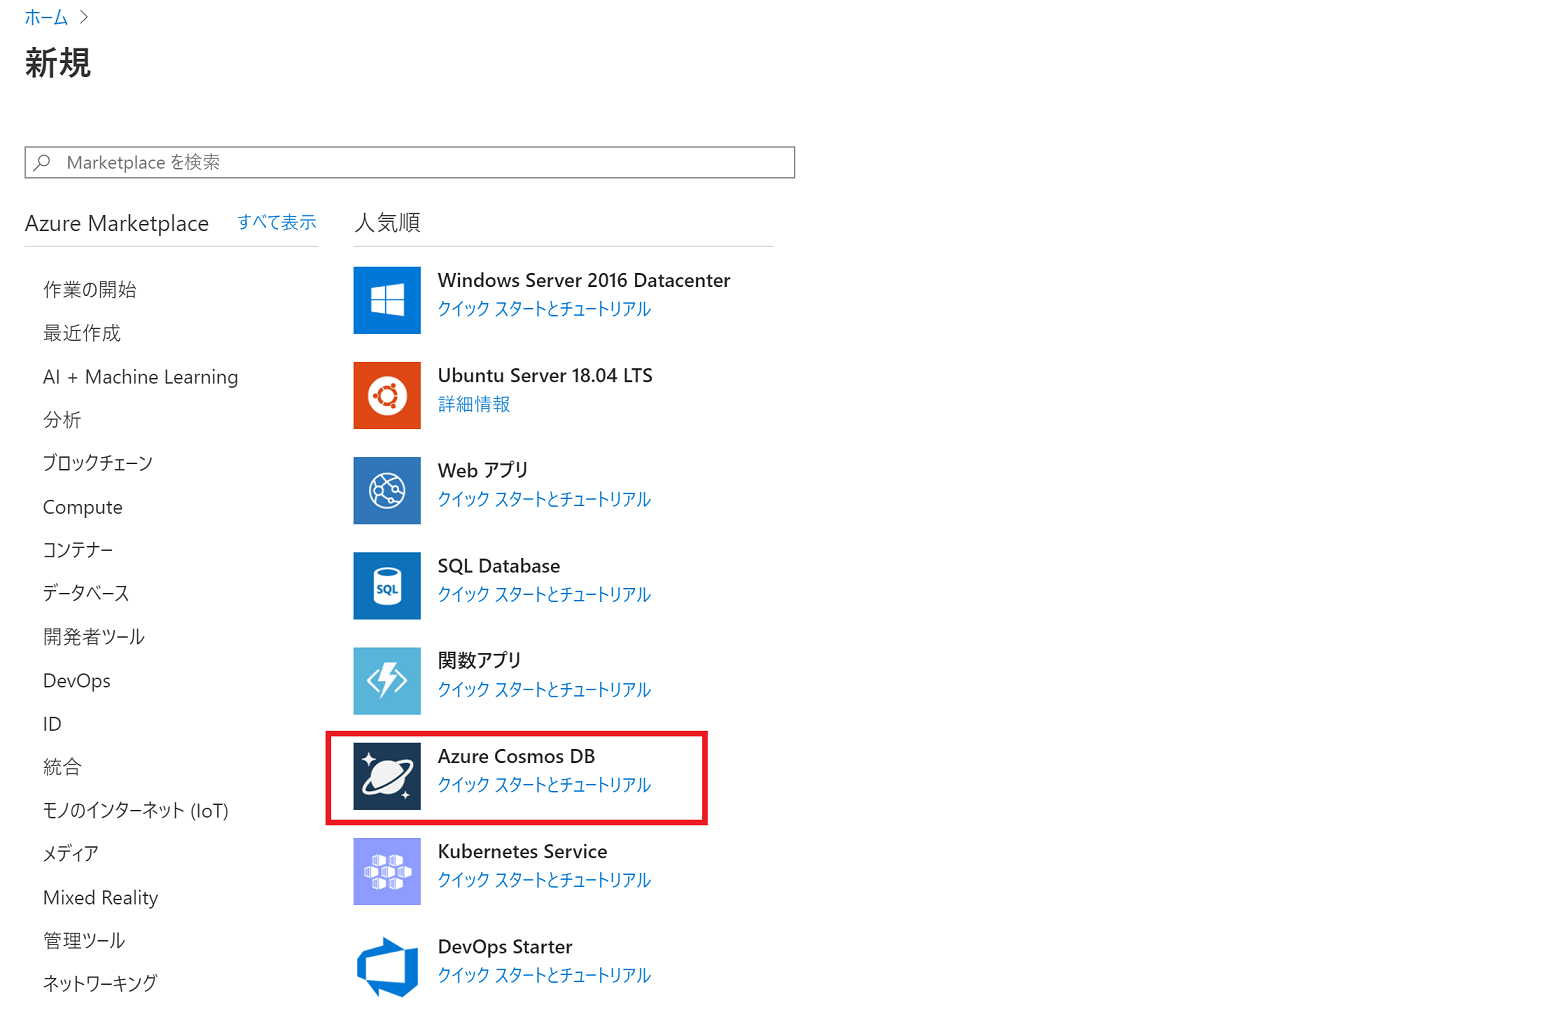 ホーム >
新規
Marketplace を検索
Azure Marketplace すべて表示
作業の開始
最近作成
AI + Machine Learning
分析
ブロックチェーン
Compute
コンテナー
データベース
開発者ツール
DevOps
ID
統合
モノのインターネット (IoT)
メディア
Mixed Reality
管理ツール
ネットワーキング
人気順
Windows Server 2016 Datacenter
クイック スタートとチュートリアル
Ubuntu Server 18.04 LTS
詳細情報
Web アプリ
クイック スタートとチュートリアル
SQL Database
クイック スタートとチュートリアル
SQL
関数アプリ
クイック スタートとチュートリアル
Azure Cosmos DB
クイック スタートとチュートリアル
Kubernetes Service
クイック スタートとチュートリアル
DevOps Starter
クイック スタートとチュートリアル